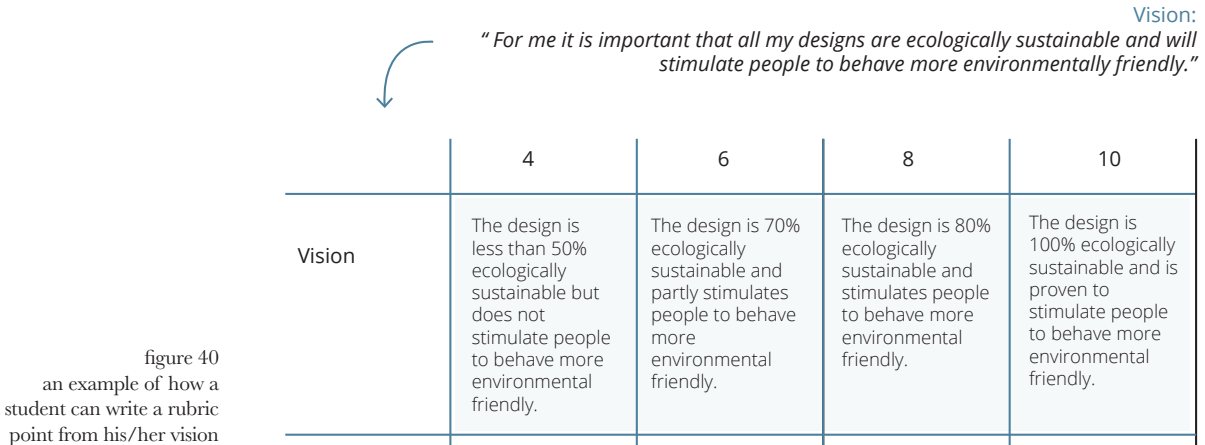 Vision:
“ For me it is important that all my designs are ecologically sustainable and will
stimulate people to behave more environmentally friendly.”
4
6
8
10
Vision
The design is
less than 50%
ecologically
sustainable but
does not
stimulate people
to behave more
environmental
friendly.
The design is 70%
ecologically
sustainable and
partly stimulates
people to behave
more
environmental
friendly.
The design is 80%
ecologically
sustainable and
stimulates people
to behave more
environmental
friendly.
The design is
100% ecologically
sustainable and is
proven to
stimulate people
to behave more
environmental
friendly.
figure 40
an example of how a
student can write a rubric
point from his/her vision